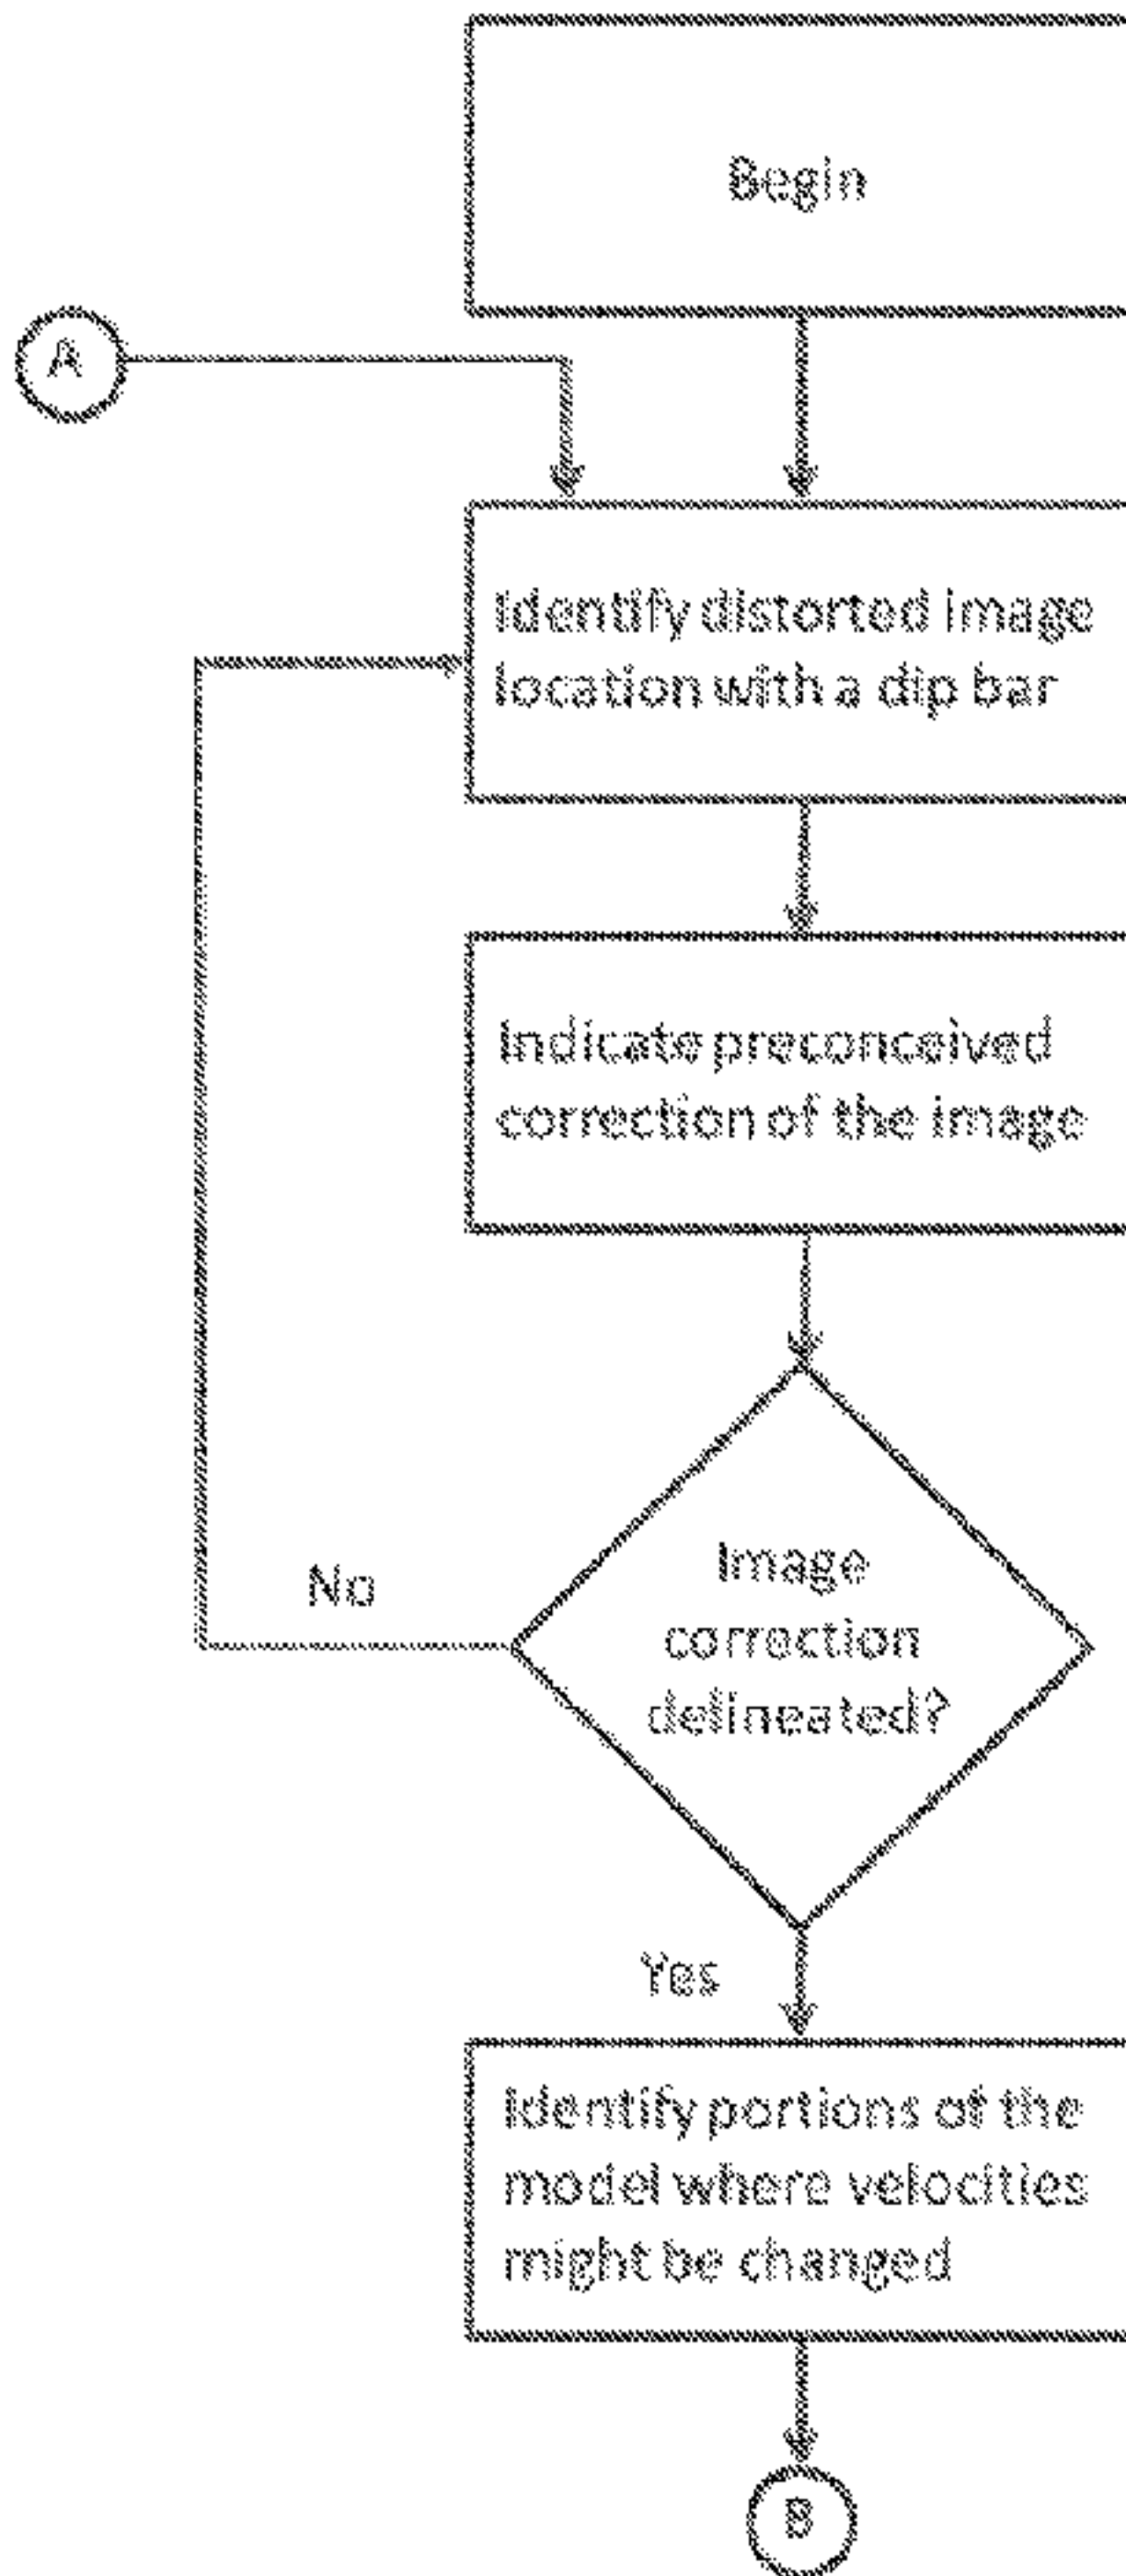 Begin
A
Identify distorted image
location with a dip bar
Indicate preconceived
correction of the image
Image
correction
delineated?
No
Yes
Identify portions of the
model where velocities
might be changed
B